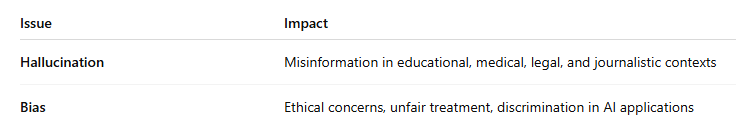 Issue Impact
Hallucination Misinformation in educational, medical, legal, and journalistic contexts
Bias Ethical concerns, unfair treatment, discrimination in AI applications